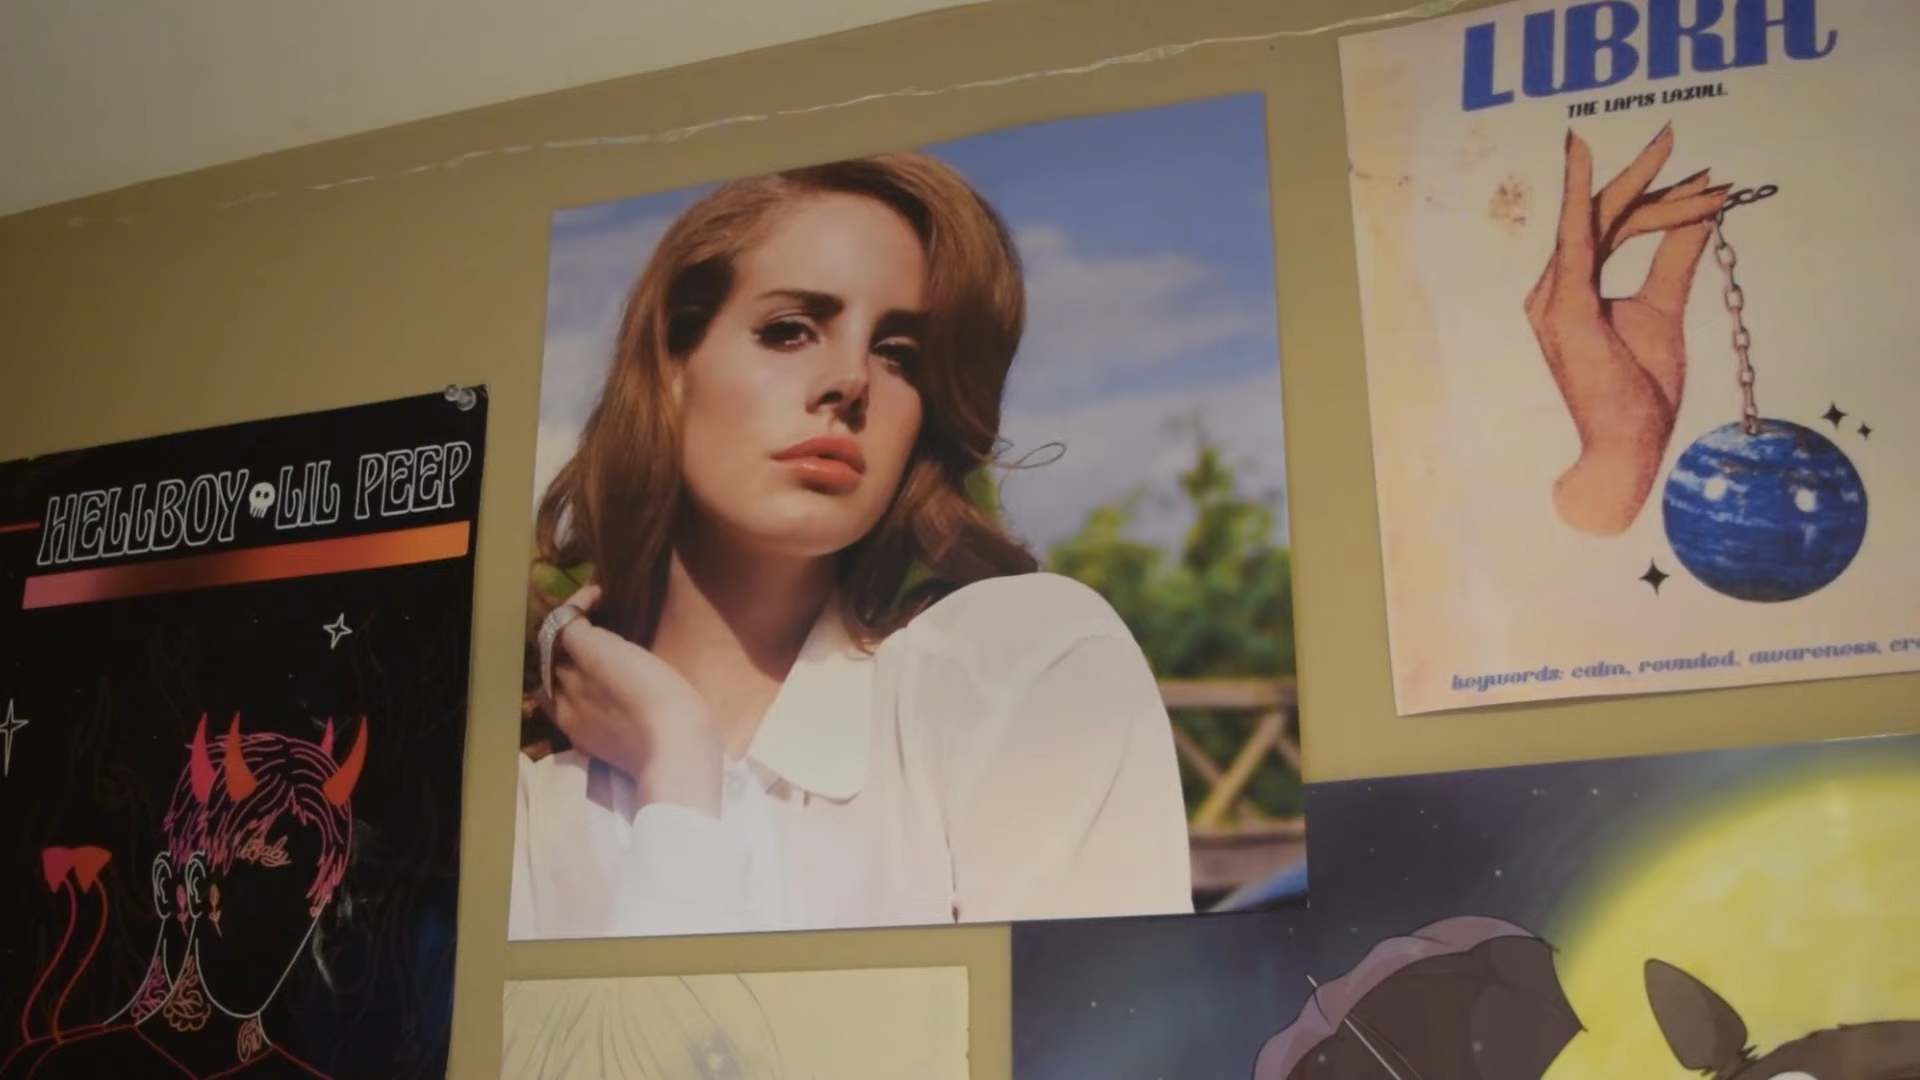 LIBRA
THE LAPIS LAZULI.
HELLBOY LIL PEEP
keywords: calm, rounded, awareness,